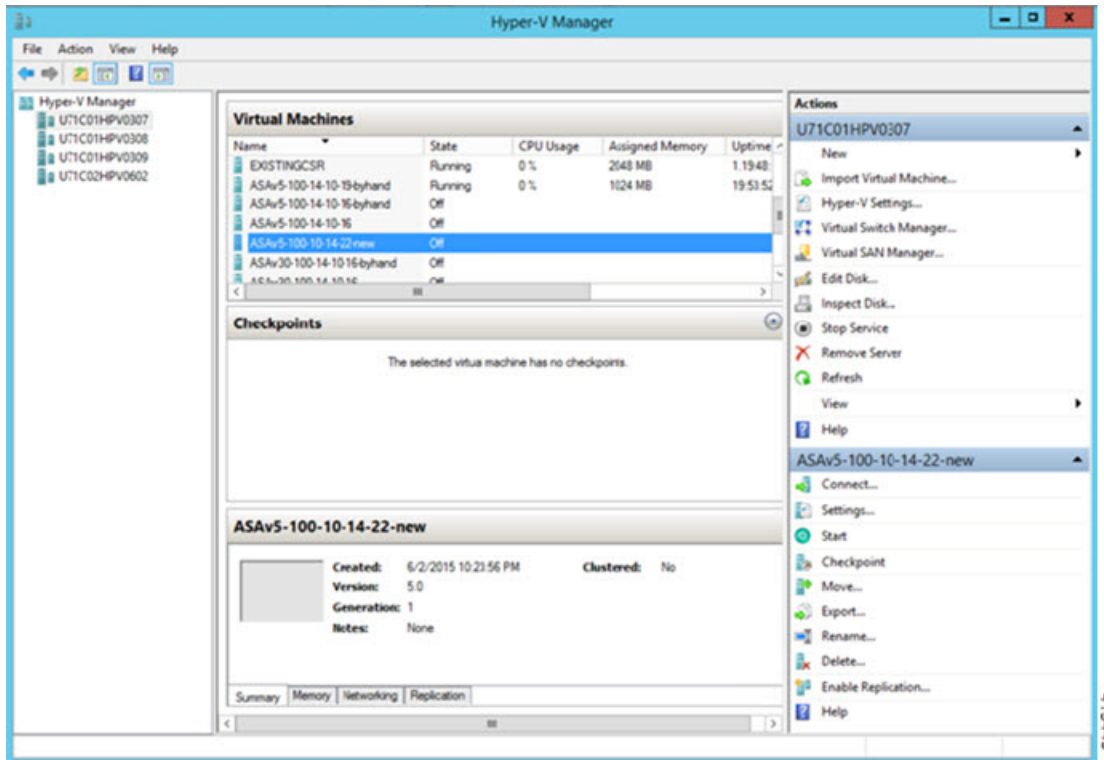 Hyper-V Manager
File Action View Help
Hyper-V Manager
U71C01HPV0307
U71C01HPV0308
U71C01HPV0309
U71C02HPV0602
Virtual Machines
Name State CPU Usage Assigned Memory Uptime
EXISTINGCSR Running 0 % 2048 MB 1.19:48:
ASAv5-100-14-10-19-byhand Running 0 % 1024 MB 19:53:52
ASAv5-100-14-10-16-byhand Off
ASAv5-100-14-10-16 Off
ASAv5-100-10-14-22-new Off
ASAv30-100-14-10-16-byhand Off
ASAv30-100-14-10-16 Off
Checkpoints
The selected virtua machine has no checkpoints.
ASAv5-100-10-14-22-new
Created: 6/2/2015 10:23:56 PM Clustered: No
Version: 5.0
Generation: 1
Notes: None
Summary Memory Networking Replication
Actions
U71C01HPV0307
New
Import Virtual Machine...
Hyper-V Settings...
Virtual Switch Manager...
Virtual SAN Manager...
Edit Disk...
Inspect Disk...
Stop Service
Remove Server
Refresh
View
Help
ASAv5-100-10-14-22-new
Connect...
Settings...
Start
Checkpoint
Move...
Export...
Rename...
Delete...
Enable Replication...
Help